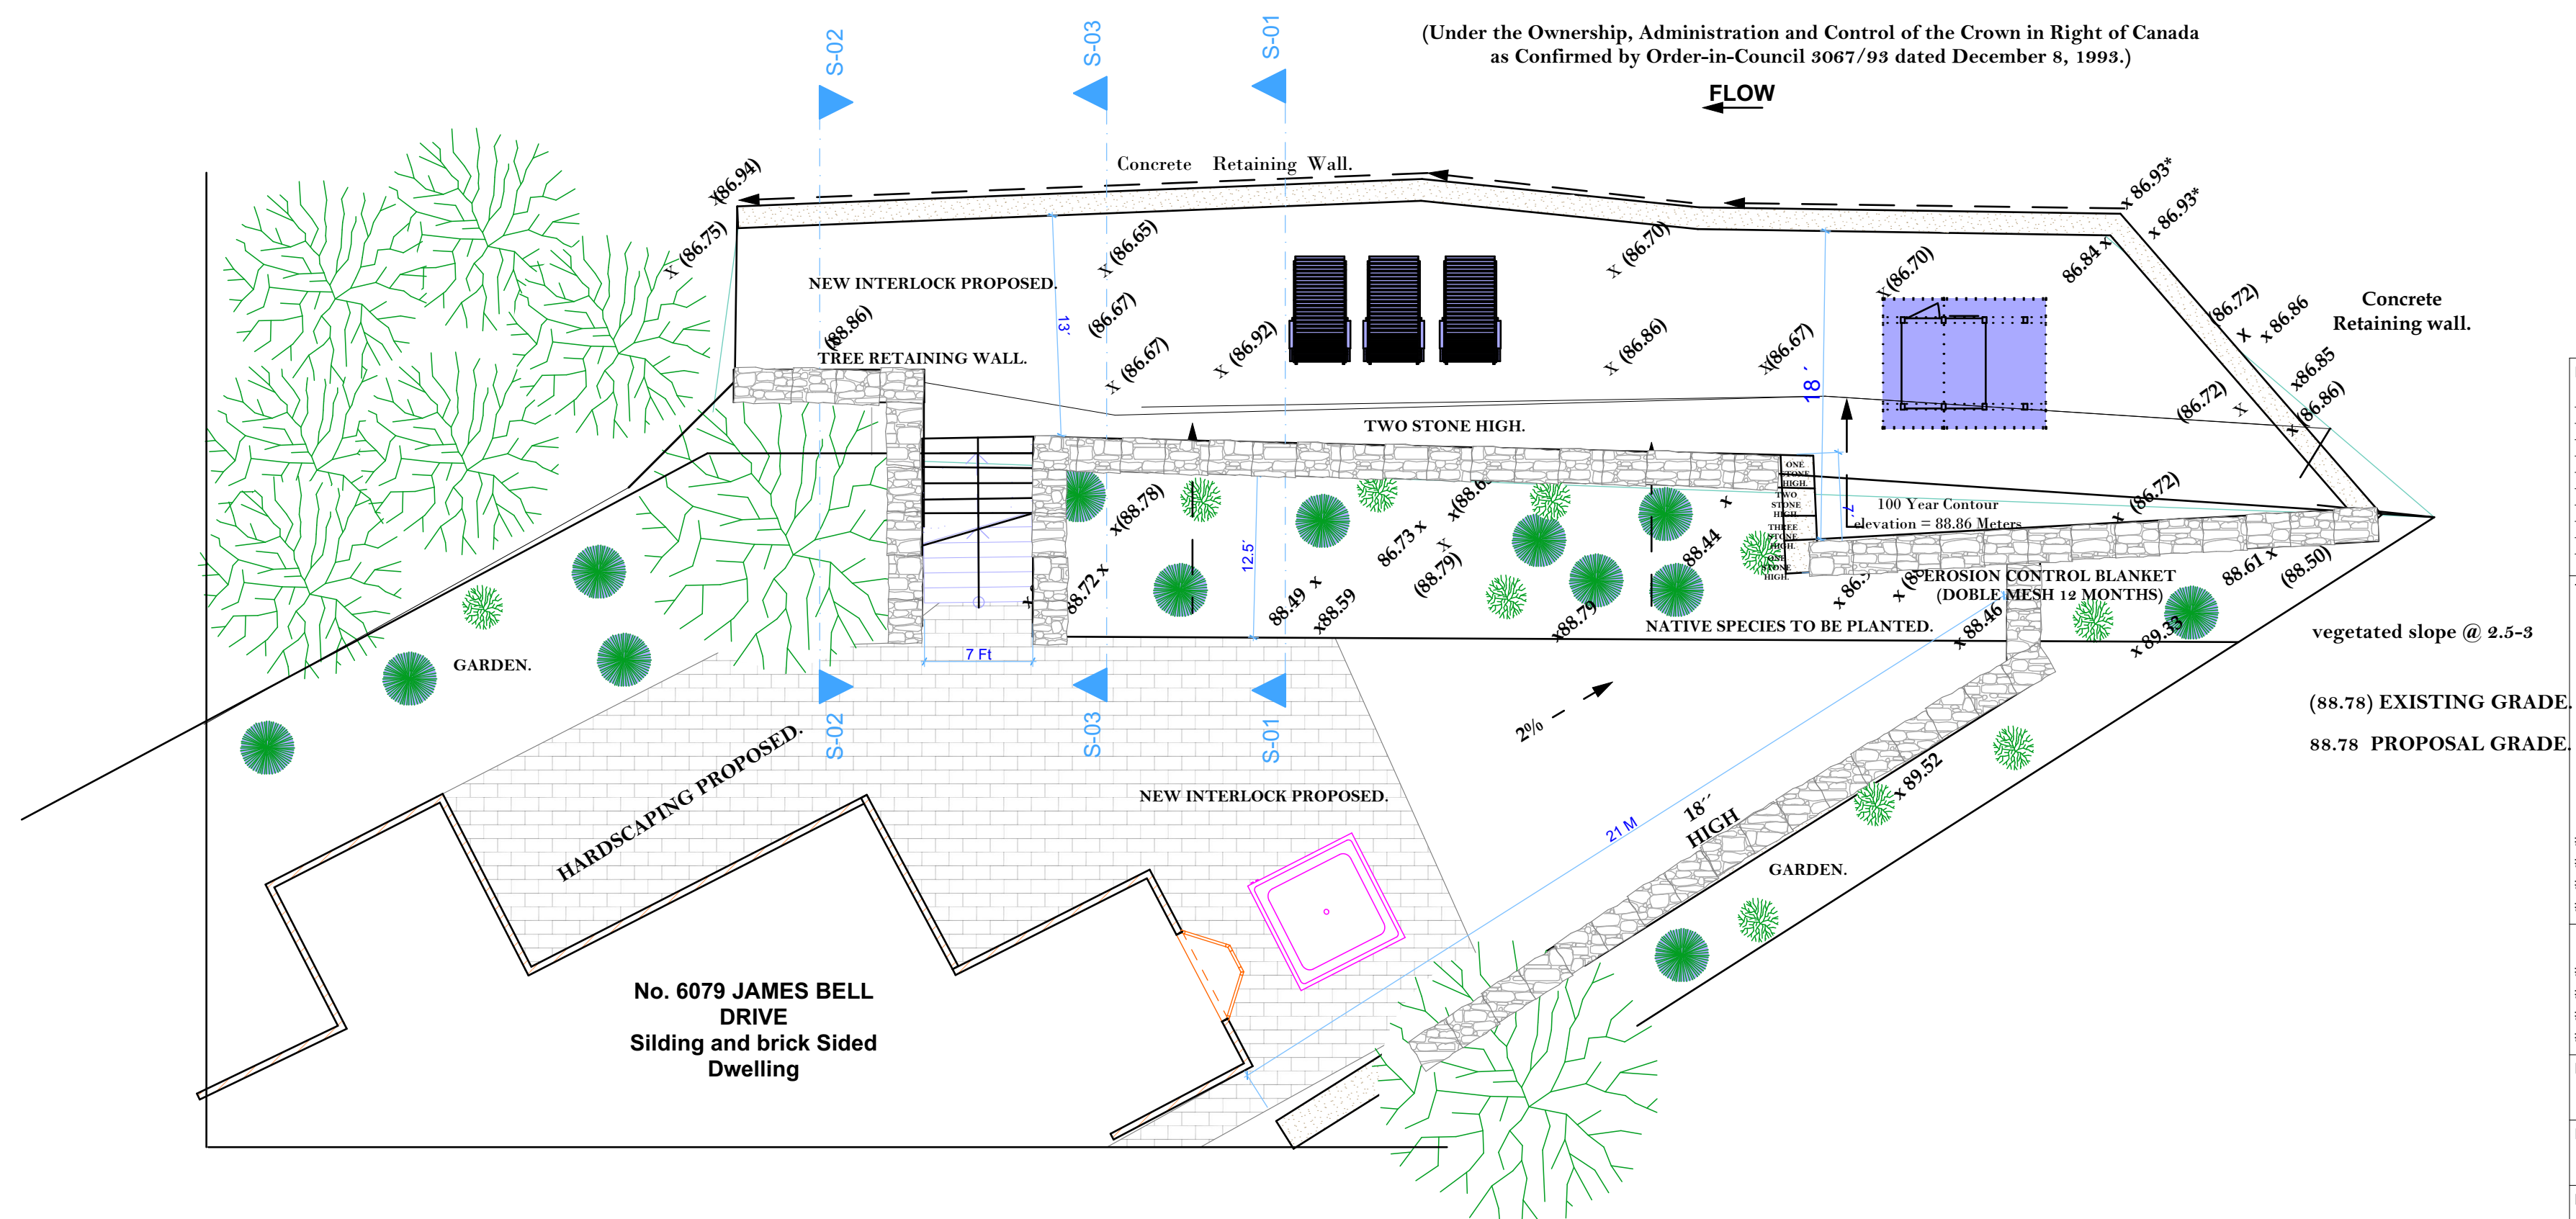 (Under the Ownership, Administration and Control of the Crown in Right of Canada
as Confirmed by Order-in-Council 3067/93 dated December 8, 1993.)
FLOW
S-02
S-03
S-01
Concrete Retaining Wall.
X(86.94)
X (86.75)
X (86.65)
X (86.70)
X (86.70)
86.84 x
x 86.93*
x 86.93*
NEW INTERLOCK PROPOSED.
13´
(86.67)
X (86.67)
X (86.92)
X (86.86)
X(86.67)
18 ´
(86.72)
X
x 86.86
Concrete
Retaining wall.
(88.86)
TREE RETAINING WALL.
x86.85
(86.72) X
x (86.86)
TWO STONE HIGH.
ONE
STONE
HIGH.
TWO
STONE
HIGH.
THREE
STONE
HIGH.
ONE
STONE
HIGH.
x(88.78)
86.73 x
X
(88.79)
x
88.44
7´
100 Year Contour
elevation = 88.86 Meters
x (86.72)
12.5´
88.72 x
88.49 x
x88.59
x88.79
EROSION CONTROL BLANKET
(DOBLE MESH 12 MONTHS)
88.61 x
(88.50)
x 88.46
x 89.33
NATIVE SPECIES TO BE PLANTED.
vegetated slope @ 2.5-3
7 Ft
GARDEN.
S-02
S-03
S-01
2%
(88.78) EXISTING GRADE.
88.78 PROPOSAL GRADE.
HARDSCAPING PROPOSED.
NEW INTERLOCK PROPOSED.
21 M
18´´
HIGH
x 89.52
GARDEN.
No. 6079 JAMES BELL
DRIVE
Silding and brick Sided
Dwelling